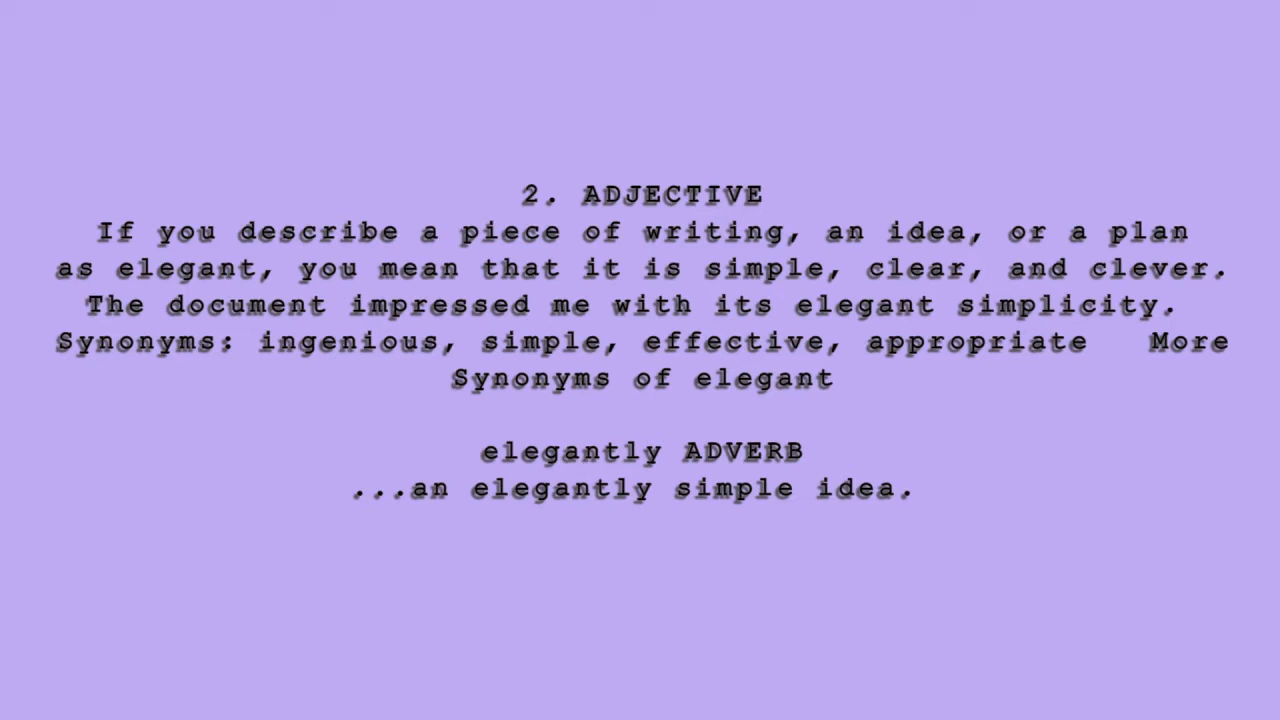 2. ADJECTIVE
If you describe a piece of writing, an idea, or a plan
as elegant, you mean that it is simple, clear, and clever.
The document impressed me with its elegant simplicity.
Synonyms: ingenious, simple, effective, appropriate   More
Synonyms of elegant
elegantly ADVERB
...an elegantly simple idea.